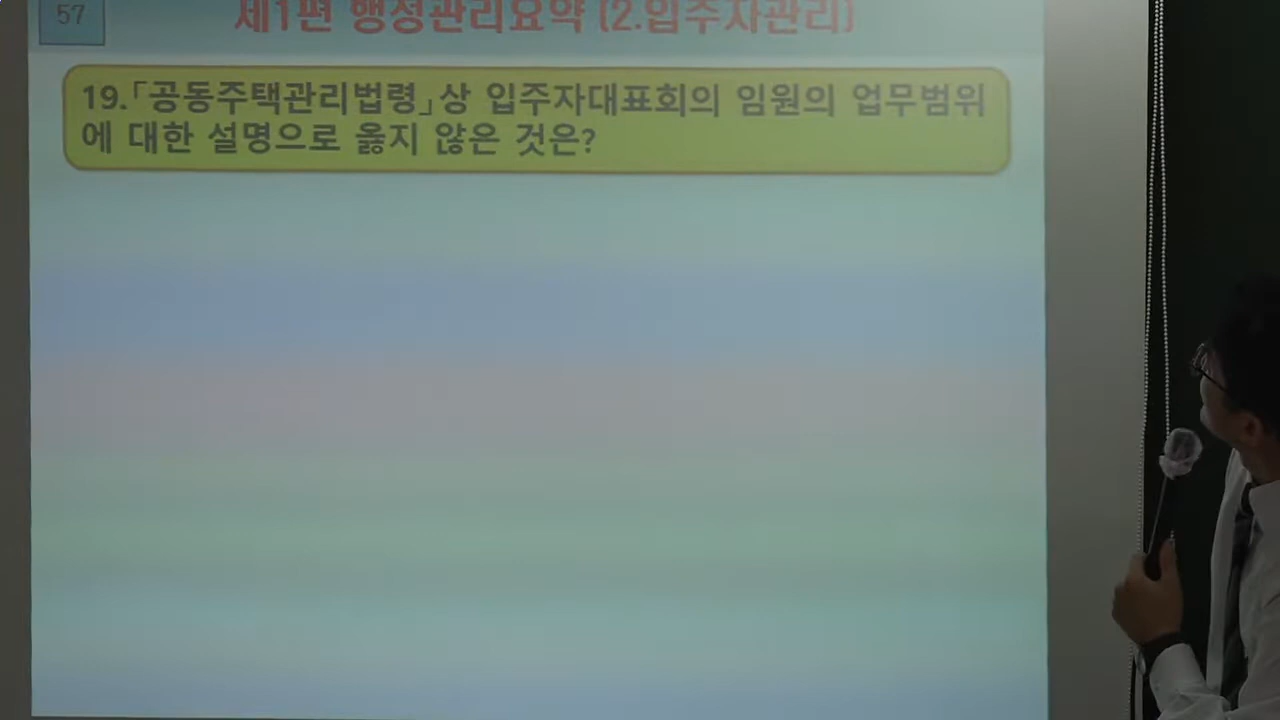 57
제1편 행정관리요약 (2.입주자관리)
19.「공동주택관리법령」상 입주자대표회의 임원의 업무범위
에 대한 설명으로 옳지 않은 것은?